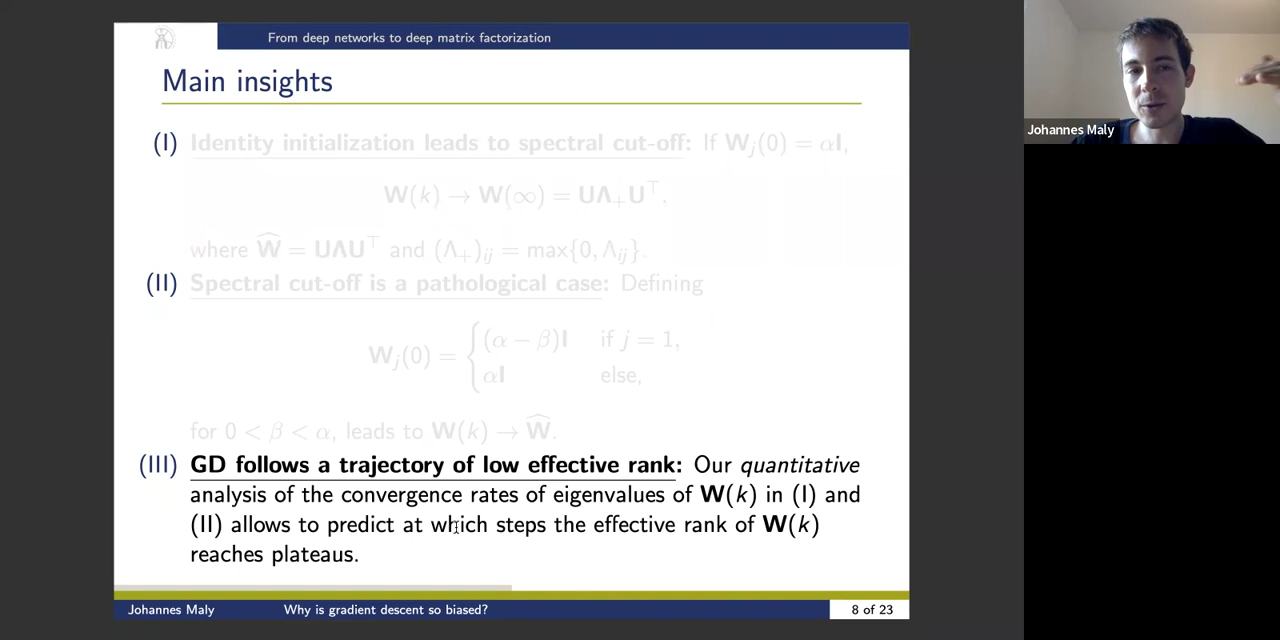 From deep networks to deep matrix factorization
Main insights
(I) Identity initialization leads to spectral cut-off: If W_j(0) = αI,
W(k) → W(∞) = UΛ₊U⊤,
where Ŵ = UΛU⊤ and (Λ₊)_ij = max{0, Λ_ij}.
(II) Spectral cut-off is a pathological case: Defining
W_j(0) = { (α − β)I if j = 1,
αI else,
for 0 < β < α, leads to W(k) → Ŵ.
(III) GD follows a trajectory of low effective rank: Our quantitative
analysis of the convergence rates of eigenvalues of W(k) in (I) and
(II) allows to predict at which steps the effective rank of W(k)
reaches plateaus.
Johannes Maly Why is gradient descent so biased? 8 of 23
Johannes Maly